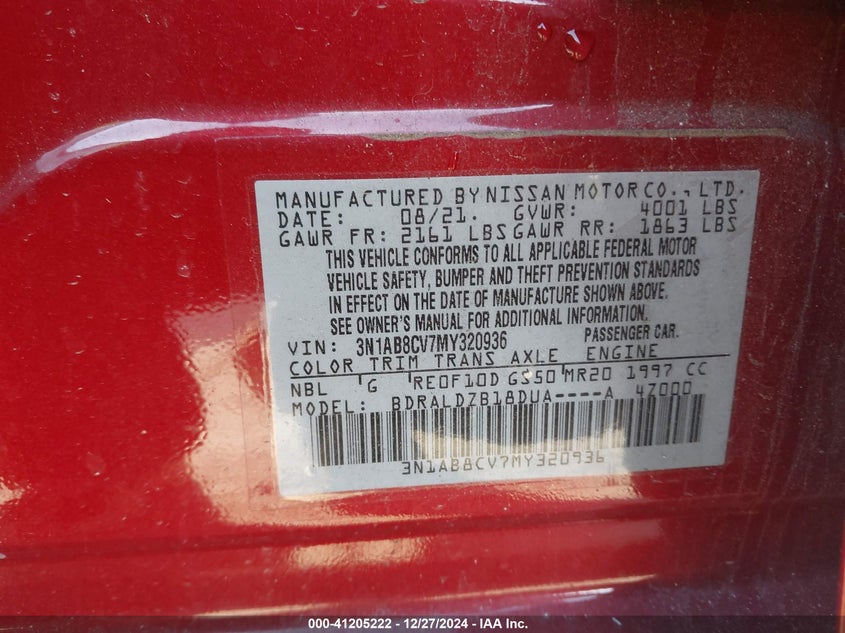 MANUFACTURED BY NISSAN MOTOR CO., LTD.
DATE: 08/21. GVWR: 4001 LBS
GAWR FR: 2161 LBS GAWR RR: 1863 LBS
THIS VEHICLE CONFORMS TO ALL APPLICABLE FEDERAL MOTOR
VEHICLE SAFETY, BUMPER AND THEFT PREVENTION STANDARDS
IN EFFECT ON THE DATE OF MANUFACTURE SHOWN ABOVE.
SEE OWNER'S MANUAL FOR ADDITIONAL INFORMATION.
VIN: 3N1AB8CV7MY320936 PASSENGER CAR.
COLOR TRIM TRANS AXLE ENGINE
NBL G RE0F10D GS50 MR20 1997 CC
MODEL: BDRALDZB18DUA----A 4Z000
3N1AB8CV7MY320936
000-41205222 - 12/27/2024 - IAA Inc.